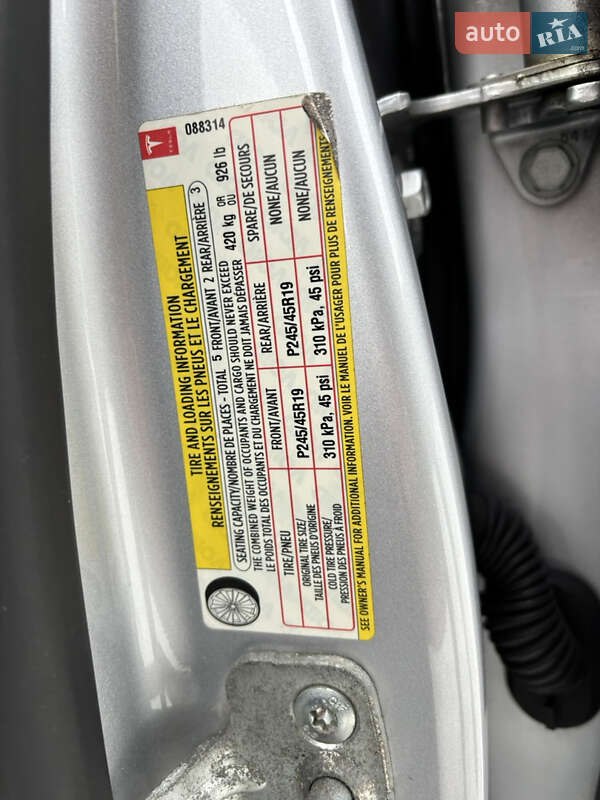 auto RIA.com
TESLA
088314
TIRE AND LOADING INFORMATION
RENSEIGNEMENTS SUR LES PNEUS ET LE CHARGEMENT
SEATING CAPACITY/NOMBRE DE PLACES - TOTAL 5 FRONT/AVANT 2 REAR/ARRIÈRE 3
THE COMBINED WEIGHT OF OCCUPANTS AND CARGO SHOULD NEVER EXCEED
LE POIDS TOTAL DES OCCUPANTS ET DU CHARGEMENT NE DOIT JAMAIS DÉPASSER
420 kg OR OU 926 lb
TIRE/PNEU FRONT/AVANT REAR/ARRIÈRE SPARE/DE SECOURS
ORIGINAL TIRE SIZE/
TAILLE DES PNEUS D'ORIGINE
P245/45R19 P245/45R19 NONE/AUCUN
COLD TIRE PRESSURE/
PRESSION DES PNEUS À FROID
310 kPa, 45 psi 310 kPa, 45 psi NONE/AUCUN
SEE OWNER'S MANUAL FOR ADDITIONAL INFORMATION. VOIR LE MANUEL DE L'USAGER POUR PLUS DE RENSEIGNEMENTS